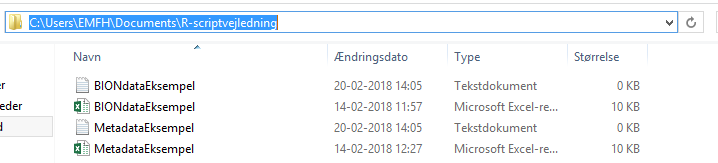 C:\Users\EMFH\Documents\R-scriptvejledning
Navn Ændringsdato Type Størrelse
BIONdataEksempel 20-02-2018 14:05 Tekstdokument 0 KB
BIONdataEksempel 14-02-2018 11:57 Microsoft Excel-re... 10 KB
eder MetadataEksempel 20-02-2018 14:05 Tekstdokument 0 KB
MetadataEksempel 14-02-2018 12:27 Microsoft Excel-re... 10 KB